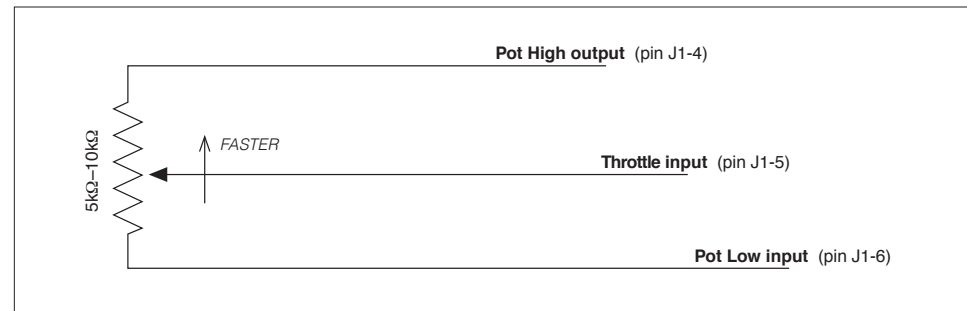 Pot High output (pin J1-4)
5kΩ–10kΩ
FASTER
Throttle input (pin J1-5)
Pot Low input (pin J1-6)